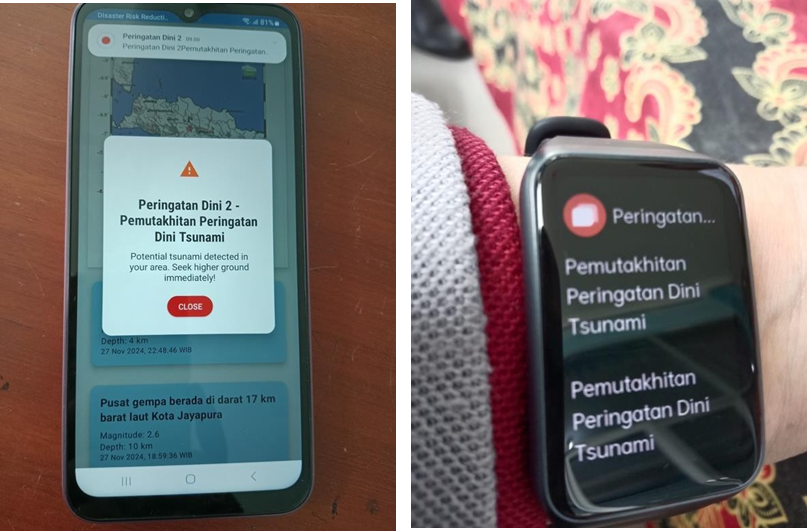 Disaster Risk Reducti..
81%
Peringatan Dini 2 09.00
Peringatan Dini 2Pemutakhitan Peringatan..
Peringatan Dini 2 -
Pemutakhitan Peringatan
Dini Tsunami
Potential tsunami detected in
your area. Seek higher ground
immediately!
CLOSE
Depth: 4 km
27 Nov 2024, 22:48:46 WIB
Pusat gempa berada di darat 17 km
barat laut Kota Jayapura
Magnitude: 2.6
Depth: 10 km
27 Nov 2024, 18:59:36 WIB
Peringatan...
Pemutakhitan
Peringatan Dini
Tsunami
Pemutakhitan
Peringatan Dini
Tsunami